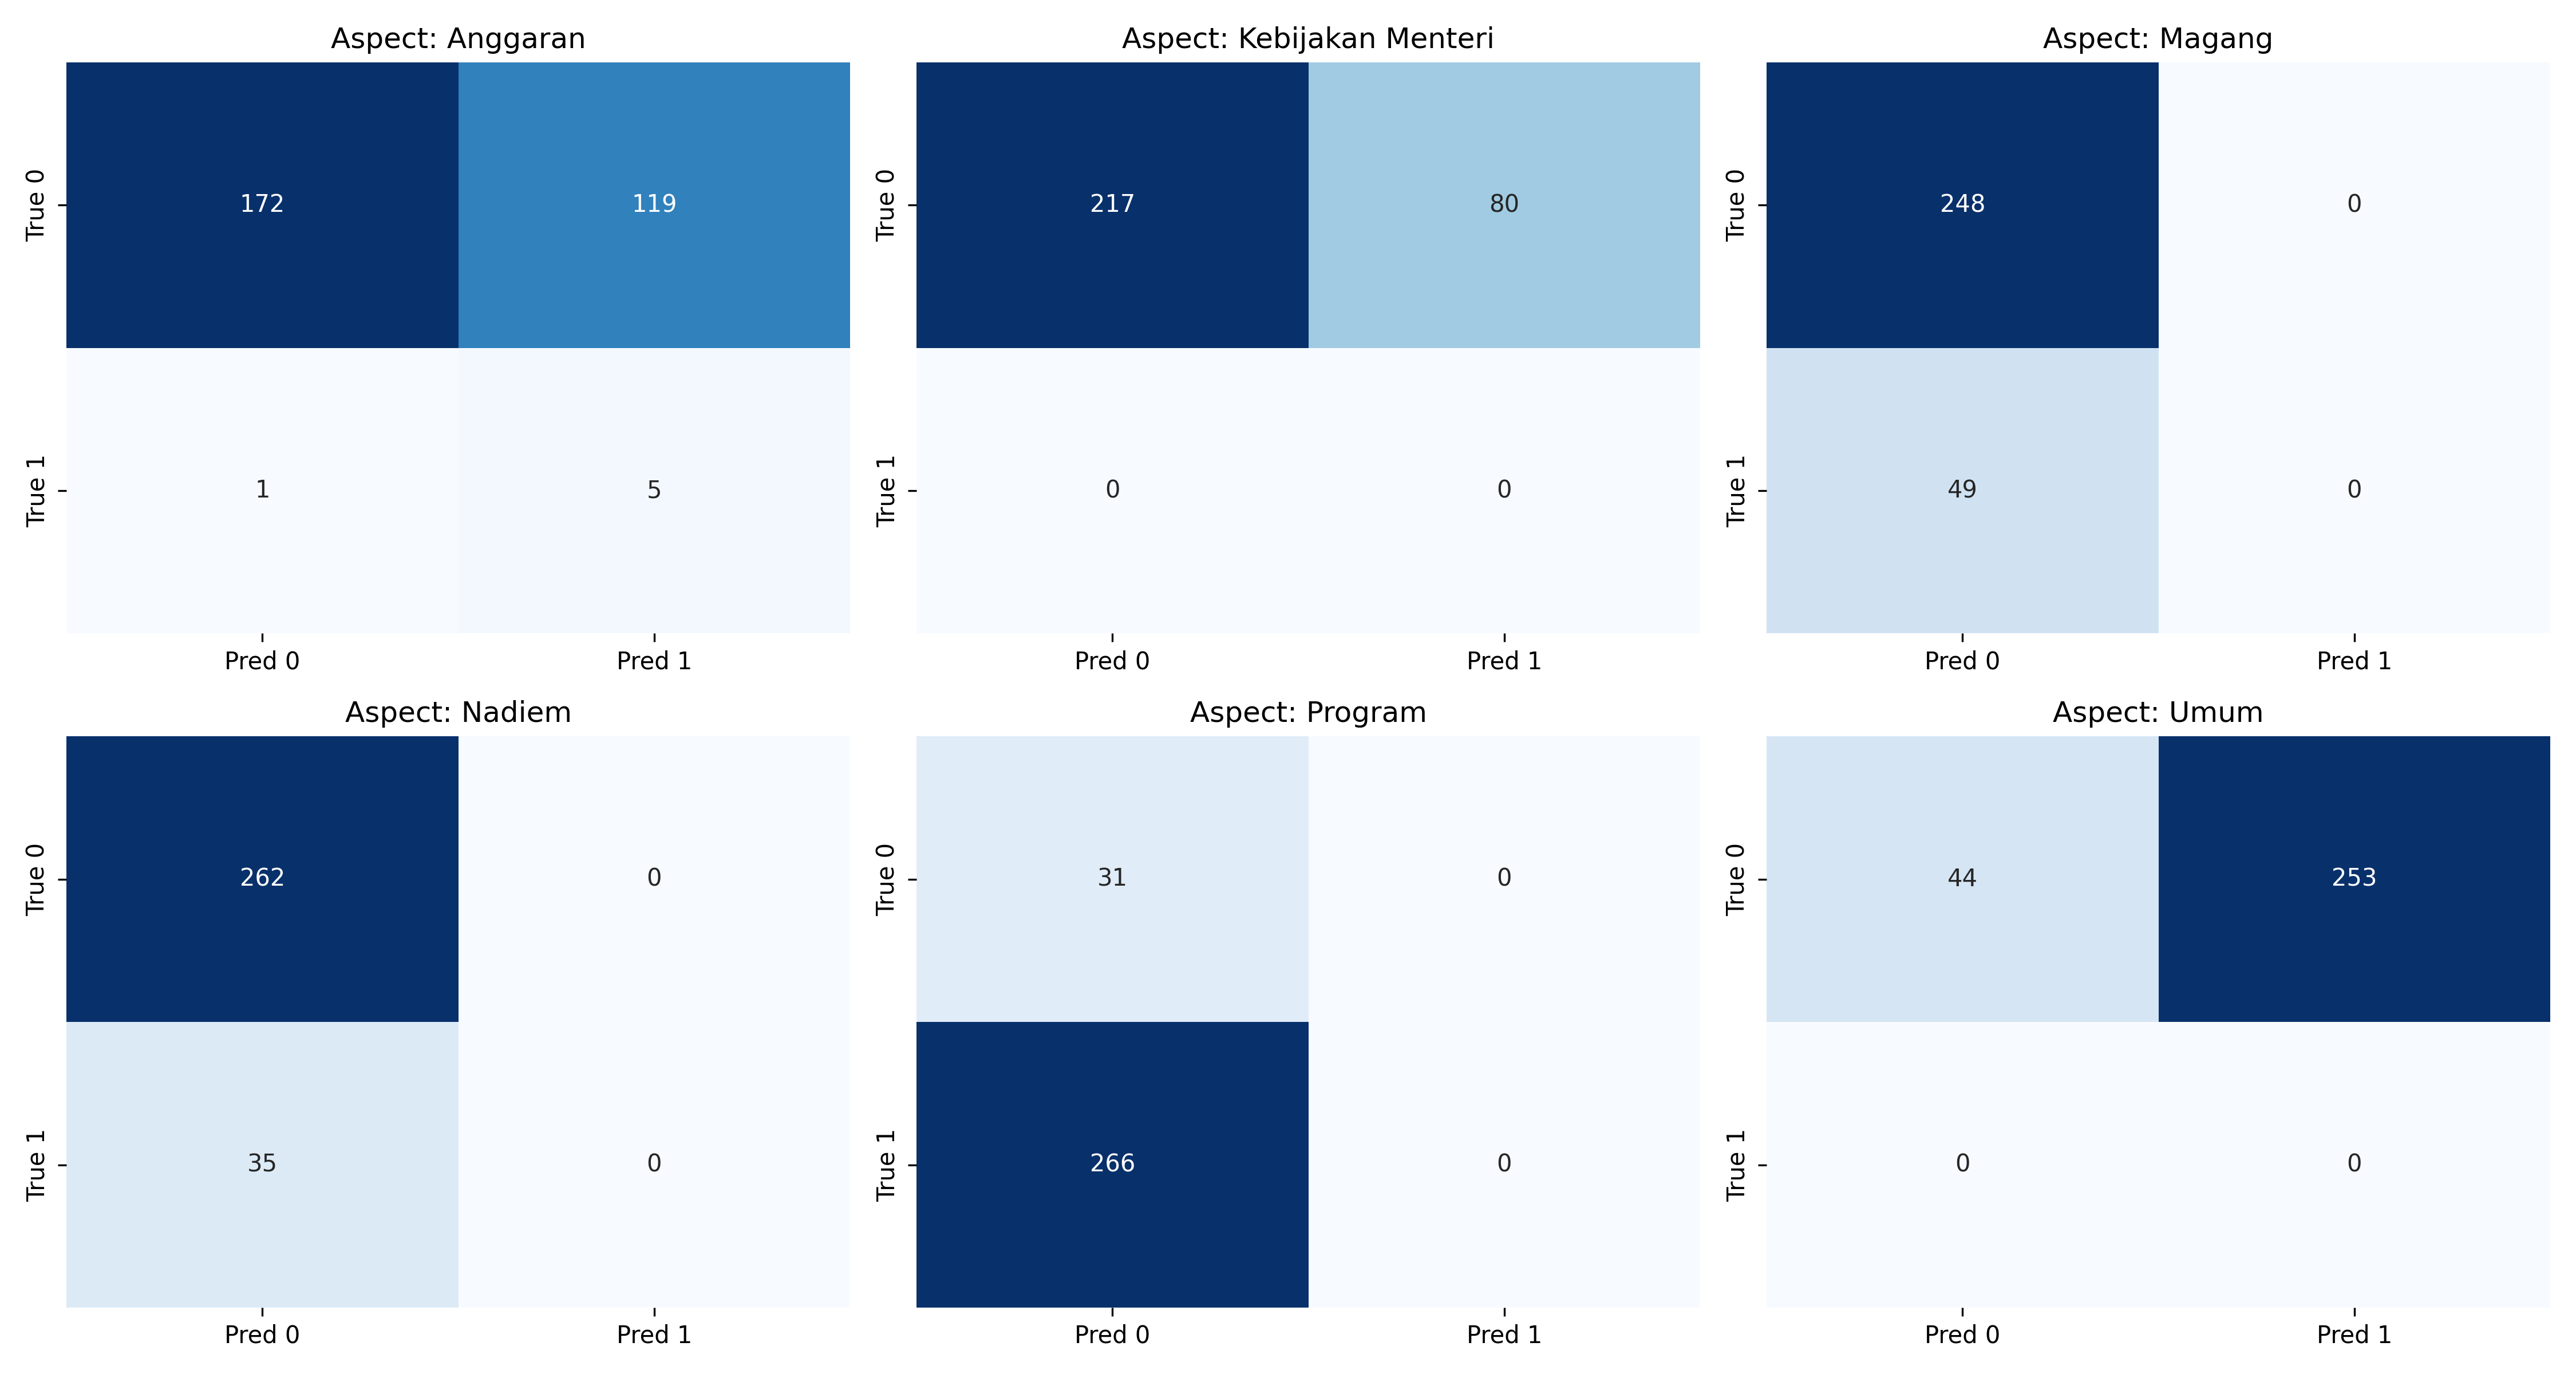 Aspect: Anggaran
True 0
172
119
True 1
1
5
Pred 0
Pred 1
Aspect: Kebijakan Menteri
True 0
217
80
True 1
0
0
Pred 0
Pred 1
Aspect: Magang
True 0
248
0
True 1
49
0
Pred 0
Pred 1
Aspect: Nadiem
True 0
262
0
True 1
35
0
Pred 0
Pred 1
Aspect: Program
True 0
31
0
True 1
266
0
Pred 0
Pred 1
Aspect: Umum
True 0
44
253
True 1
0
0
Pred 0
Pred 1